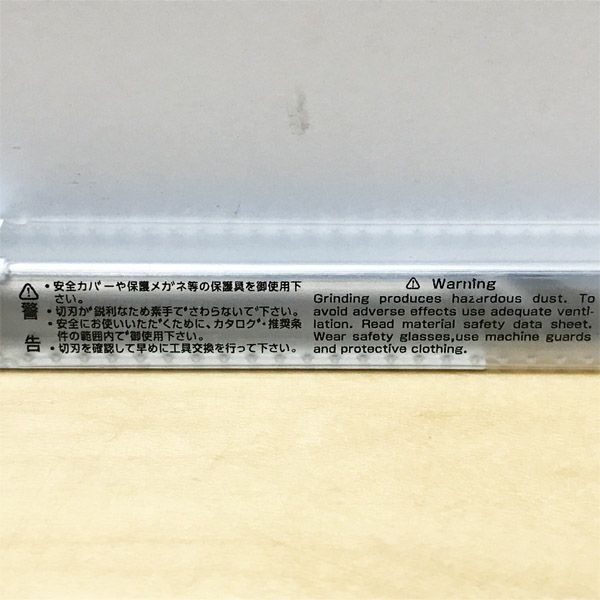 ⚠警告
・安全カバーや保護メガネ等の保護具を御使用下
さい。
・切刃が鋭利なため素手でさわらないで下さい。
・安全にお使いいただくために、カタログ・推奨条
件の範囲内で御使用下さい。
・切刃を確認して早めに工具交換を行って下さい。
⚠ Warning
Grinding produces hazardous dust. To
avoid adverse effects use adequate venti-
lation. Read material safety data sheet.
Wear safety glasses,use machine guards
and protective clothing.